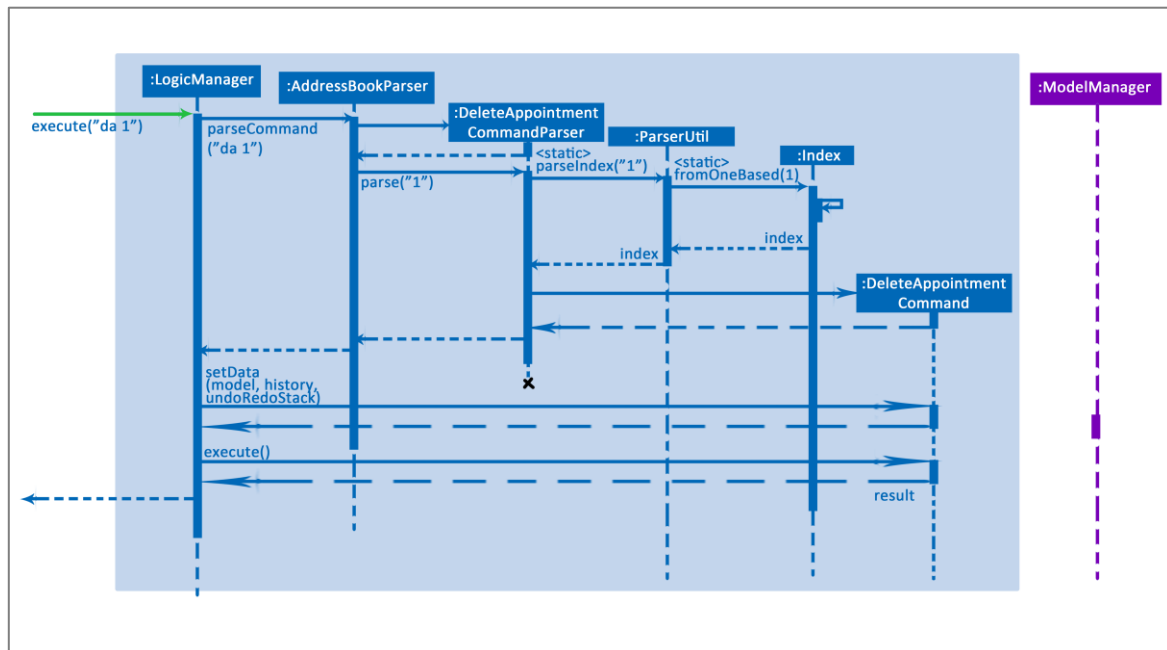 :LogicManager
:AddressBookParser
:ModelManager
:DeleteAppointment
CommandParser
:ParserUtil
:Index
execute("da 1")
parseCommand
("da 1")
<static>
parseIndex("1")
<static>
fromOneBased(1)
parse("1")
index
index
:DeleteAppointment
Command
setData
(model, history,
undoRedoStack)
execute()
result